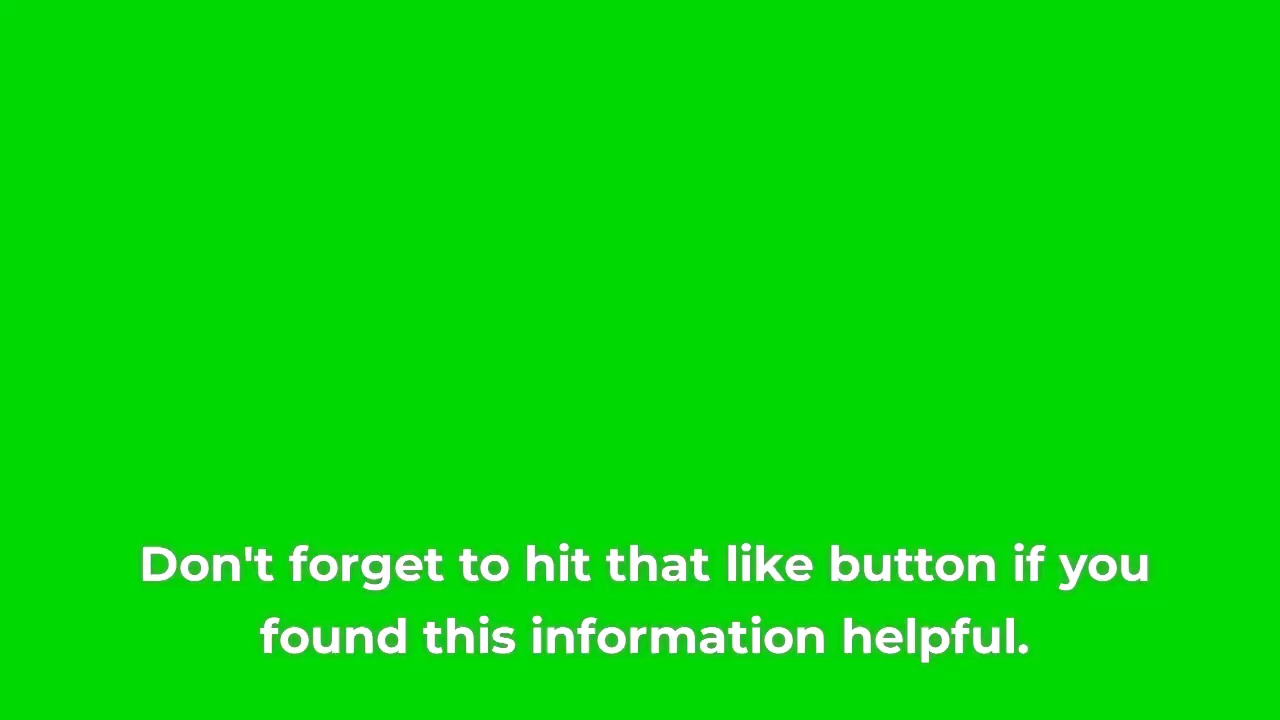 Don't forget to hit that like button if you
found this information helpful.